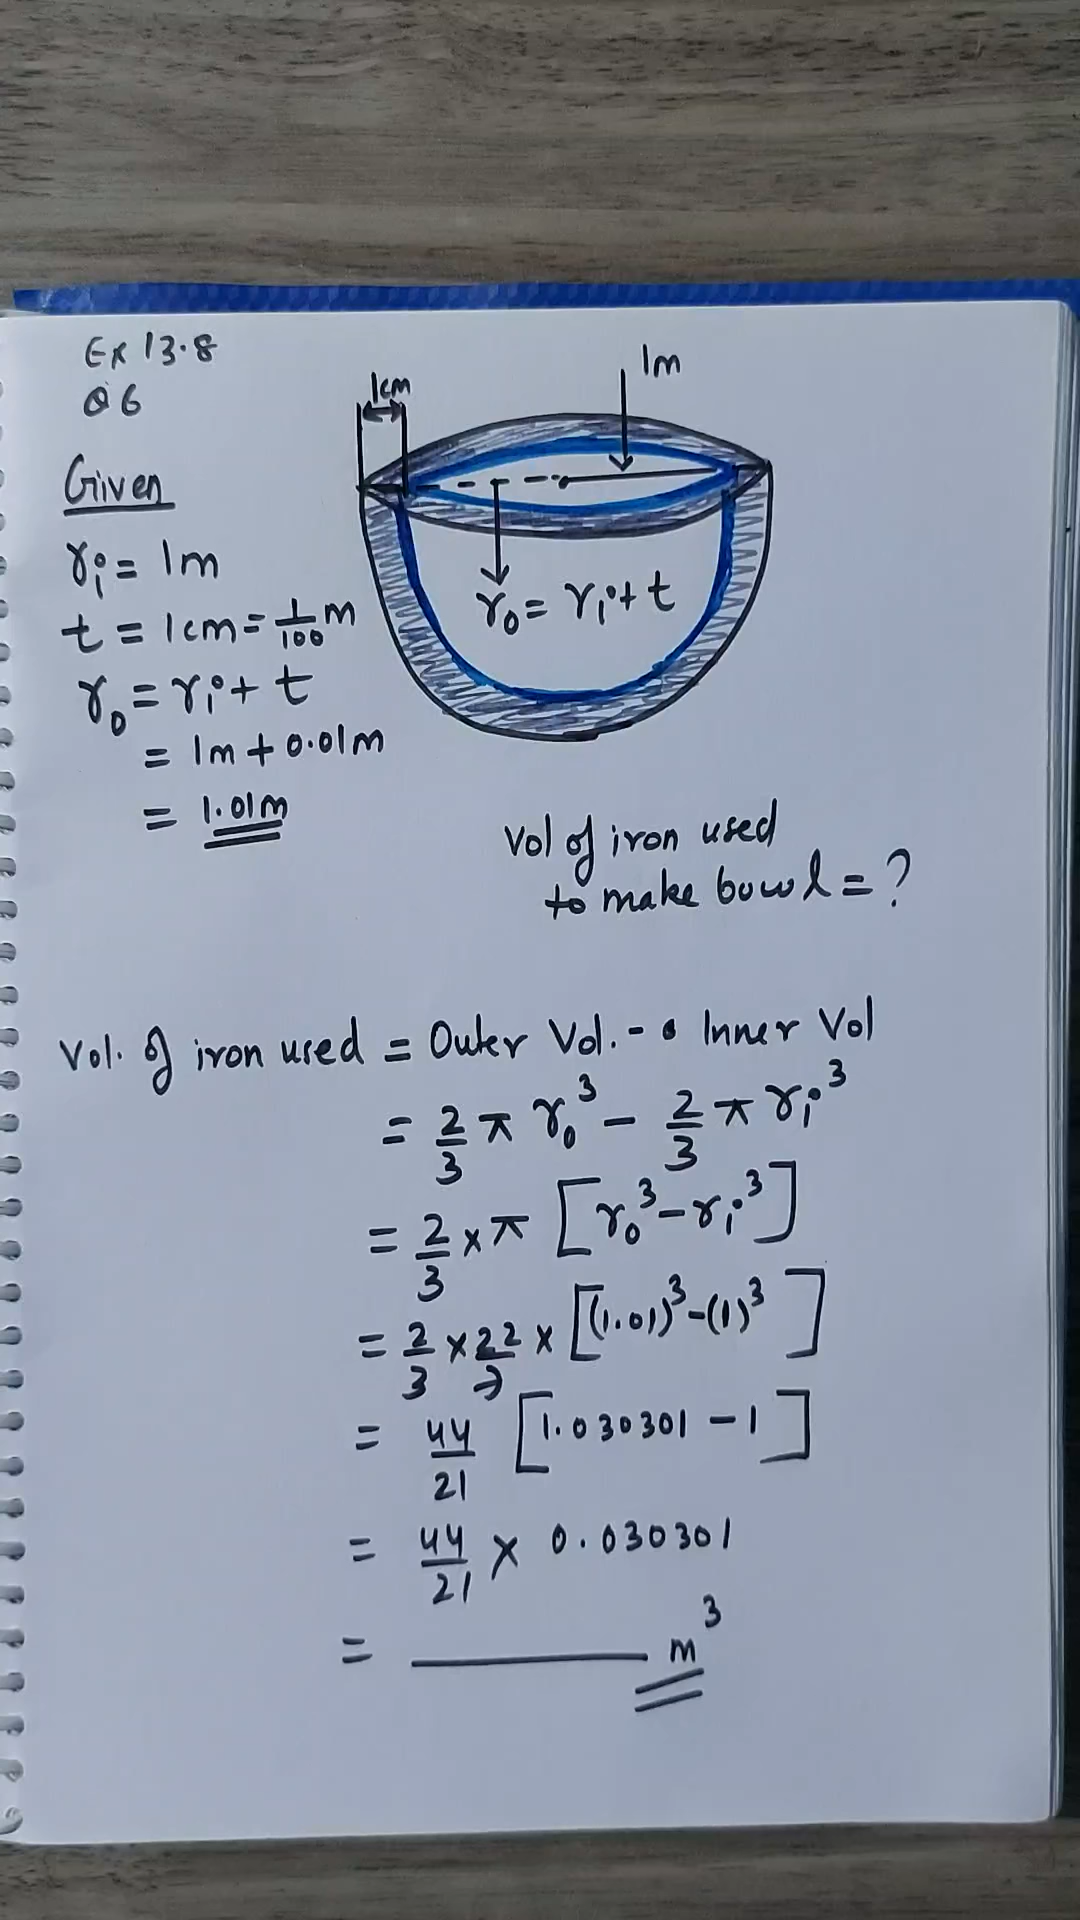 Ex 13.8
Q6
1cm
1m
Given
rᵢ = 1m
t = 1cm = 1/100 m
r₀ = rᵢ + t
r₀ = rᵢ + t
= 1m + 0.01m
= 1.01m
Vol of iron used
to make bowl = ?
Vol. of iron used = Outer Vol. - Inner Vol
= 2/3 π r₀³ - 2/3 π rᵢ³
= 2/3 × π [r₀³ - rᵢ³]
= 2/3 × 22/7 × [(1.01)³ - (1)³]
= 44/21 [1.030301 - 1]
= 44/21 × 0.030301
= ______ m³